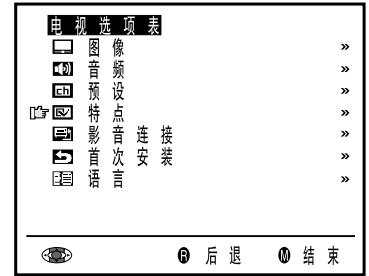 电视选项表
图像 »
音频 »
ch 预设 »
特点 »
影音连接 »
首次安装 »
语言 »
R 后退 M 结束